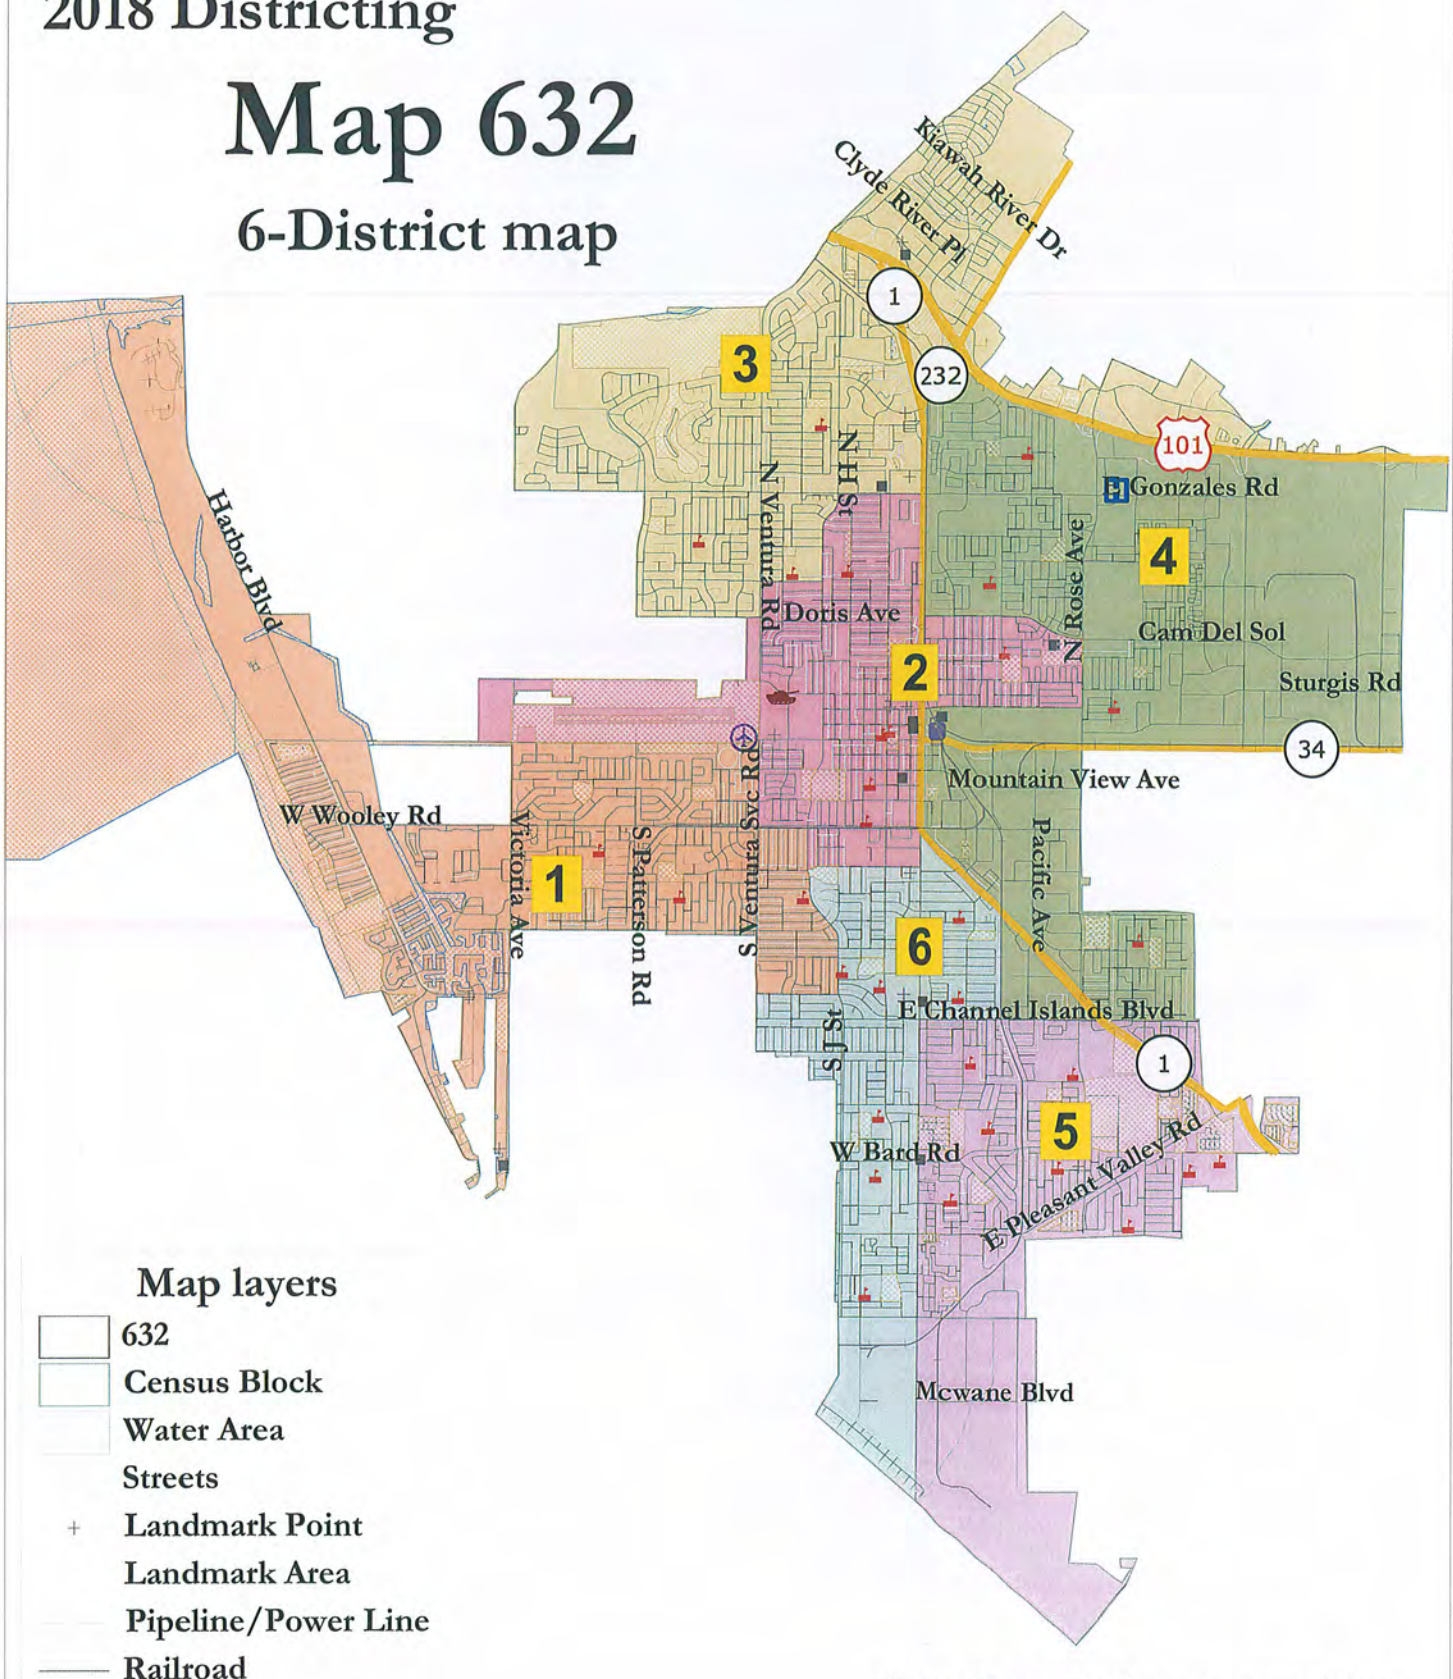 2018 Districting
Map 632
6-District map
Kiawah River Dr
Clyde River Pl
1
232
3
101
N H St
N Ventura Rd
H
Gonzales Rd
4
Harbor Blvd
N Rose Ave
Doris Ave
Cam Del Sol
2
Sturgis Rd
34
Mountain View Ave
W Wooley Rd
Victoria Ave
S Patterson Rd
S Ventura Svc Rd
Pacific Ave
1
6
E Channel Islands Blvd
S J St
1
5
W Bard Rd
E Pleasant Valley Rd
Mcwane Blvd
Map layers
632
Census Block
Water Area
Streets
Landmark Point
Landmark Area
Pipeline/Power Line
Railroad